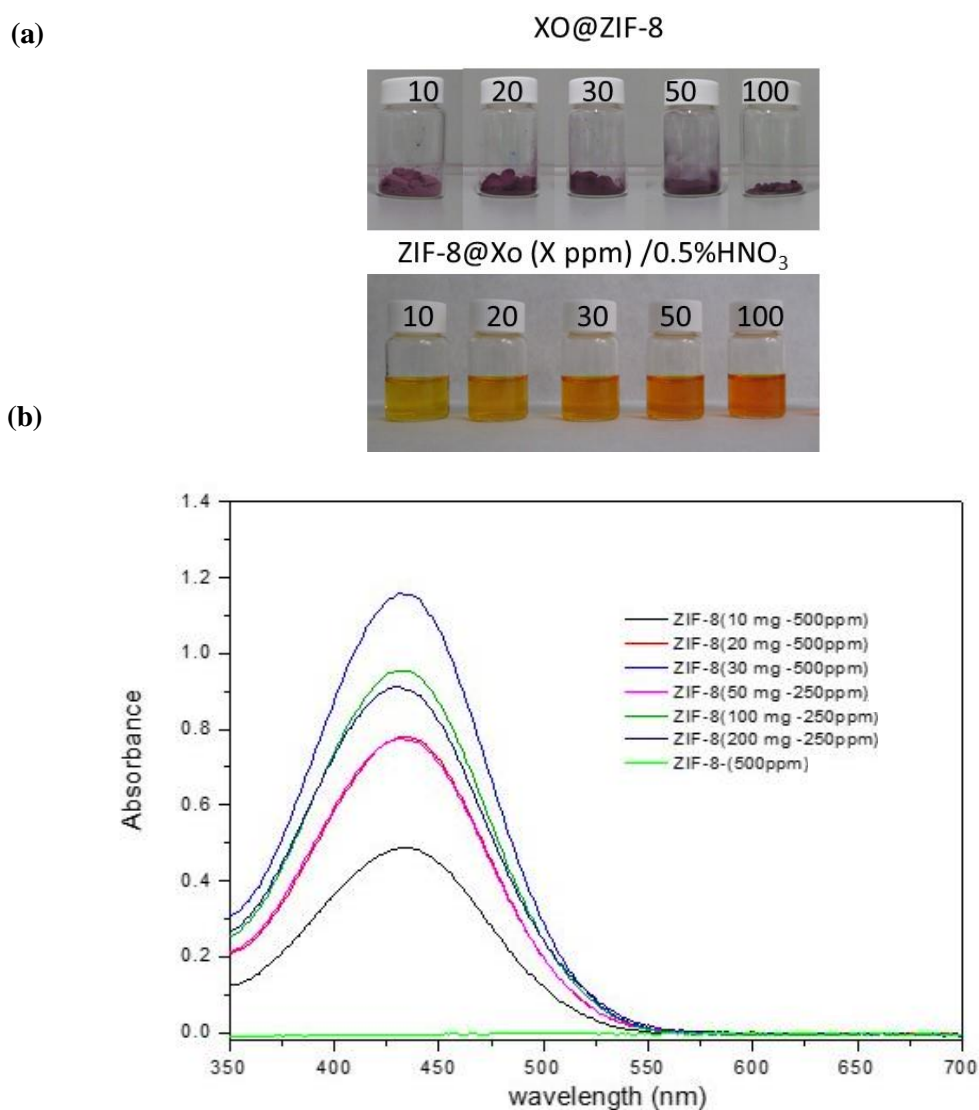 (a)
XO@ZIF-8
10 20 30 50 100
ZIF-8@Xo (X ppm) /0.5%HNO₃
10 20 30 50 100
(b)
1.4
1.2
1.0
0.8
0.6
0.4
0.2
0.0
Absorbance
ZIF-8(10 mg -500ppm)
ZIF-8(20 mg -500ppm)
ZIF-8(30 mg -500ppm)
ZIF-8(50 mg -250ppm)
ZIF-8(100 mg -250ppm)
ZIF-8(200 mg -250ppm)
ZIF-8-(500ppm)
350 400 450 500 550 600 650 700
wavelength (nm)